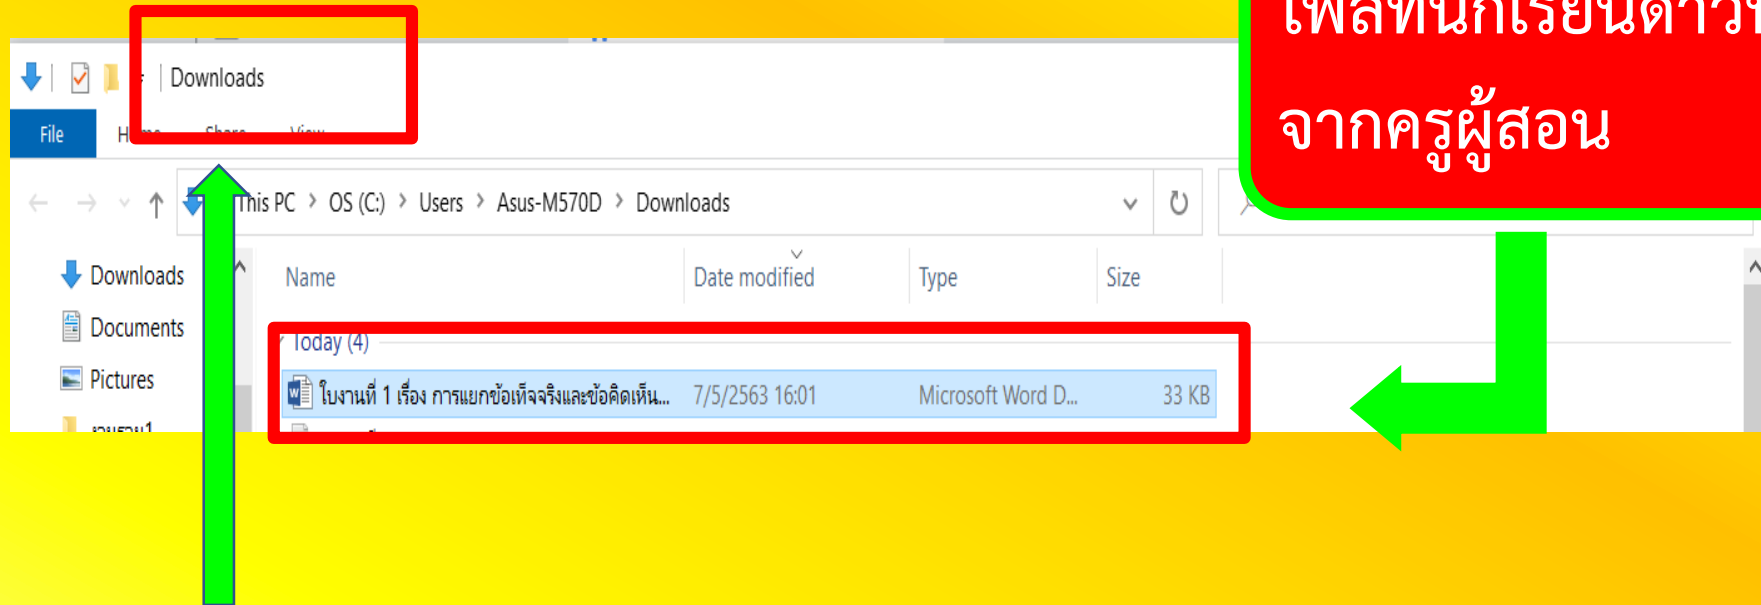 ไฟล์ที่นักเรียนดาวน์
จากครูผู้สอน
Downloads
File Home Share View
This PC > OS (C:) > Users > Asus-M570D > Downloads
Downloads
Documents
Pictures
Name Date modified Type Size
Today (4)
ใบงานที่ 1 เรื่อง การแยกข้อเท็จจริงและข้อคิดเห็น... 7/5/2563 16:01 Microsoft Word D... 33 KB